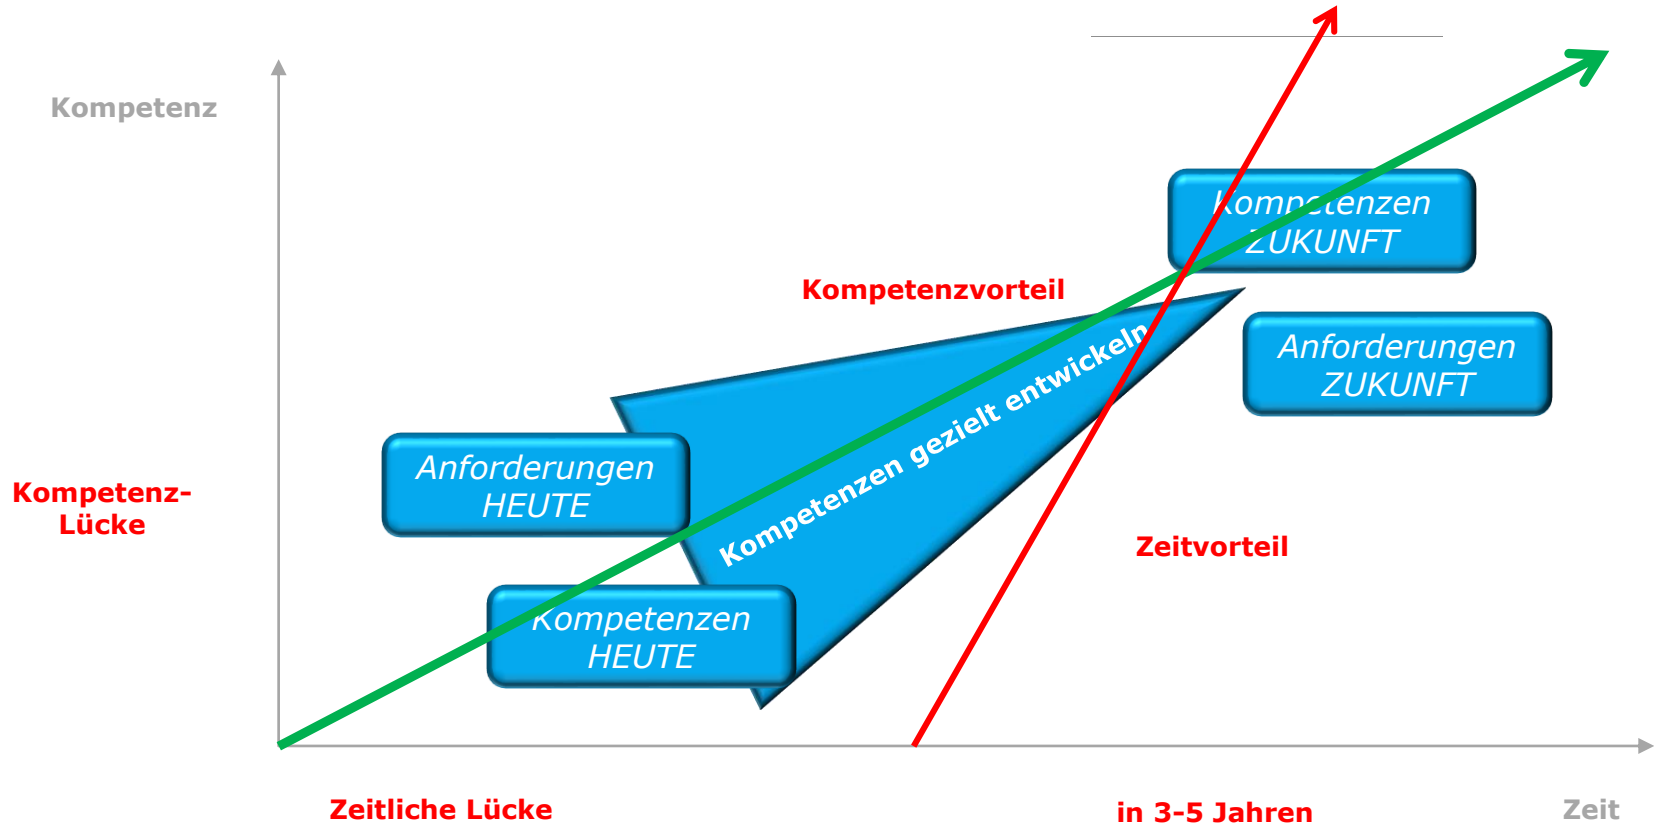 Kompetenz
Kompetenzen
ZUKUNFT
Kompetenzvorteil
Anforderungen
ZUKUNFT
Kompetenzen gezielt entwickeln
Anforderungen
HEUTE
Kompetenz-
Lücke
Zeitvorteil
Kompetenzen
HEUTE
Zeitliche Lücke
in 3-5 Jahren
Zeit